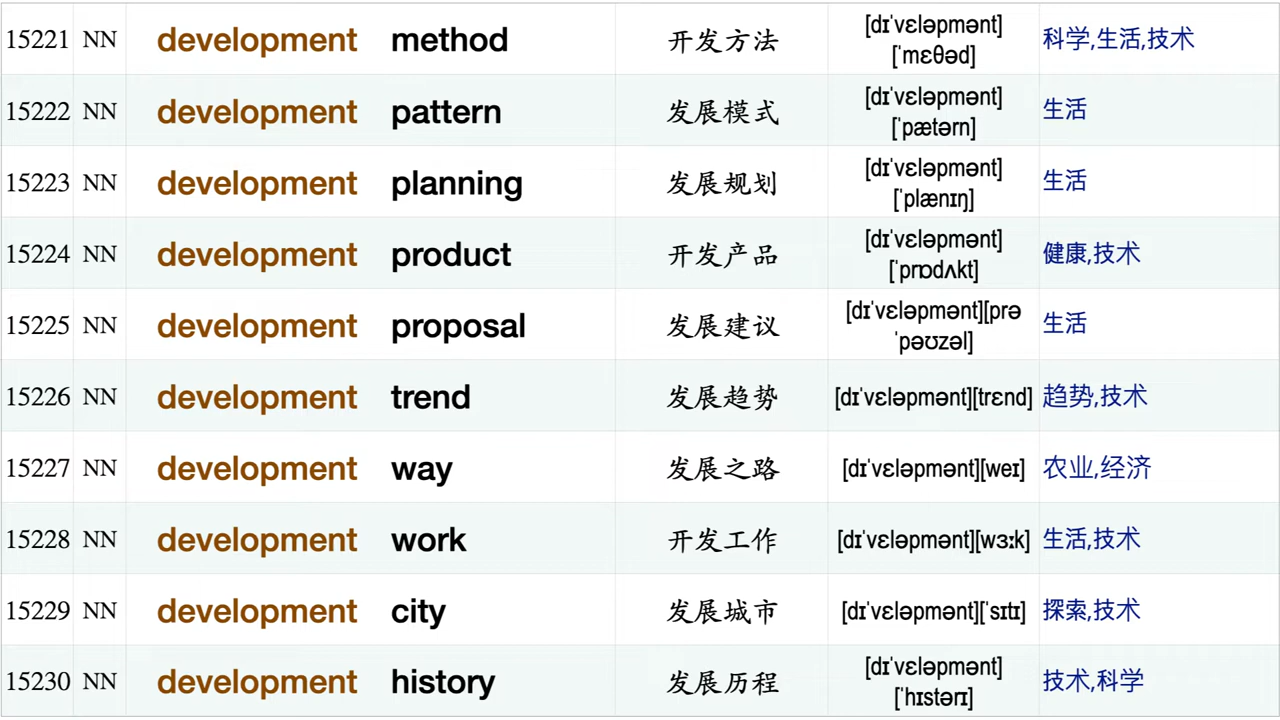 15221 NN development method 开发方法 [dɪˈvɛləpmənt] [ˈmɛθəd] 科学,生活,技术
15222 NN development pattern 发展模式 [dɪˈvɛləpmənt] [ˈpætərn] 生活
15223 NN development planning 发展规划 [dɪˈvɛləpmənt] [ˈplænɪŋ] 生活
15224 NN development product 开发产品 [dɪˈvɛləpmənt] [ˈprɒdʌkt] 健康,技术
15225 NN development proposal 发展建议 [dɪˈvɛləpmənt][prə ˈpəʊzəl] 生活
15226 NN development trend 发展趋势 [dɪˈvɛləpmənt][trɛnd] 趋势,技术
15227 NN development way 发展之路 [dɪˈvɛləpmənt][weɪ] 农业,经济
15228 NN development work 开发工作 [dɪˈvɛləpmənt][wɜːk] 生活,技术
15229 NN development city 发展城市 [dɪˈvɛləpmənt][ˈsɪtɪ] 探索,技术
15230 NN development history 发展历程 [dɪˈvɛləpmənt] [ˈhɪstərɪ] 技术,科学